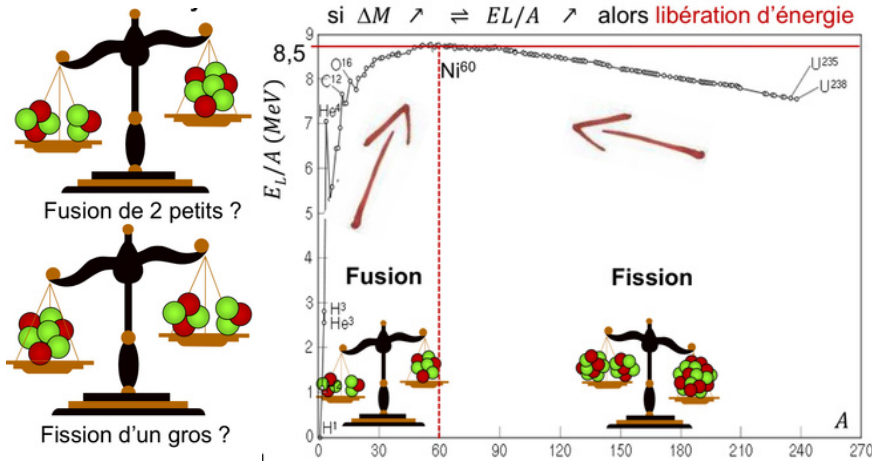 si ΔM ↗ ⇌ EL/A ↗ alors libération d’énergie
Fusion de 2 petits ?
Fission d’un gros ?
E_L/A (MeV)
9
8,5
8
7
6
5
4
3
2
1
0
O¹⁶
C¹²
He⁴
Ni⁶⁰
U²³⁵
U²³⁸
Fusion
Fission
H³
He³
H¹
A
0 30 60 90 120 150 180 210 240 270